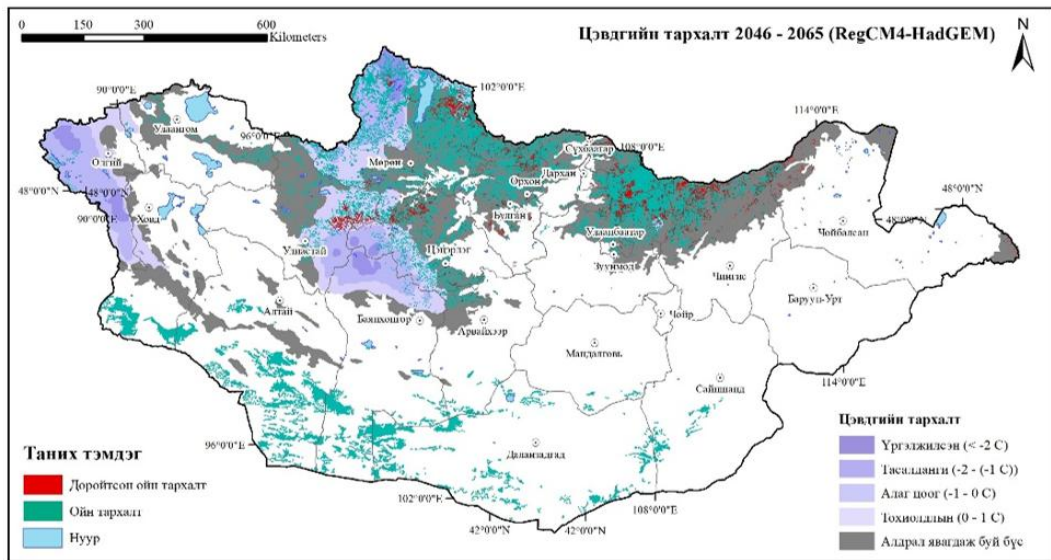 0 150 300 600
Kilometers
Цэвдгийн тархалт 2046 - 2065 (RegCM4-HadGEM)
N
90°0'0"E
102°0'0"E
114°0'0"E
Улаангом
96°0'0"E
Сүхбаатар
108°0'0"E
Өлгий
Мөрөн
Дархан
48°0'0"N
48°0'0"N
Орхон
48°0'0"N
90°0'0"E
Ховд
Булган
48°0'0"N
Чойбалсан
Улиастай
Цэцэрлэг
Улаанбаатар
Зуунмод
Чингис
Баруун-Урт
Алтай
Баянхонгор
Арвайхээр
Чойр
Мандалговь
Сайншанд
114°0'0"E
96°0'0"E
Даланзадгад
102°0'0"E
108°0'0"E
42°0'0"N
42°0'0"N
Таних тэмдэг
Доройтсон ойн тархалт
Ойн тархалт
Нуур
Цэвдгийн тархалт
Үргэлжилсэн (< -2 C)
Тасалданги (-2 - (-1 C))
Алаг цоог (-1 - 0 C)
Тохиолдлын (0 - 1 C)
Алдрал явагдаж буй бүс